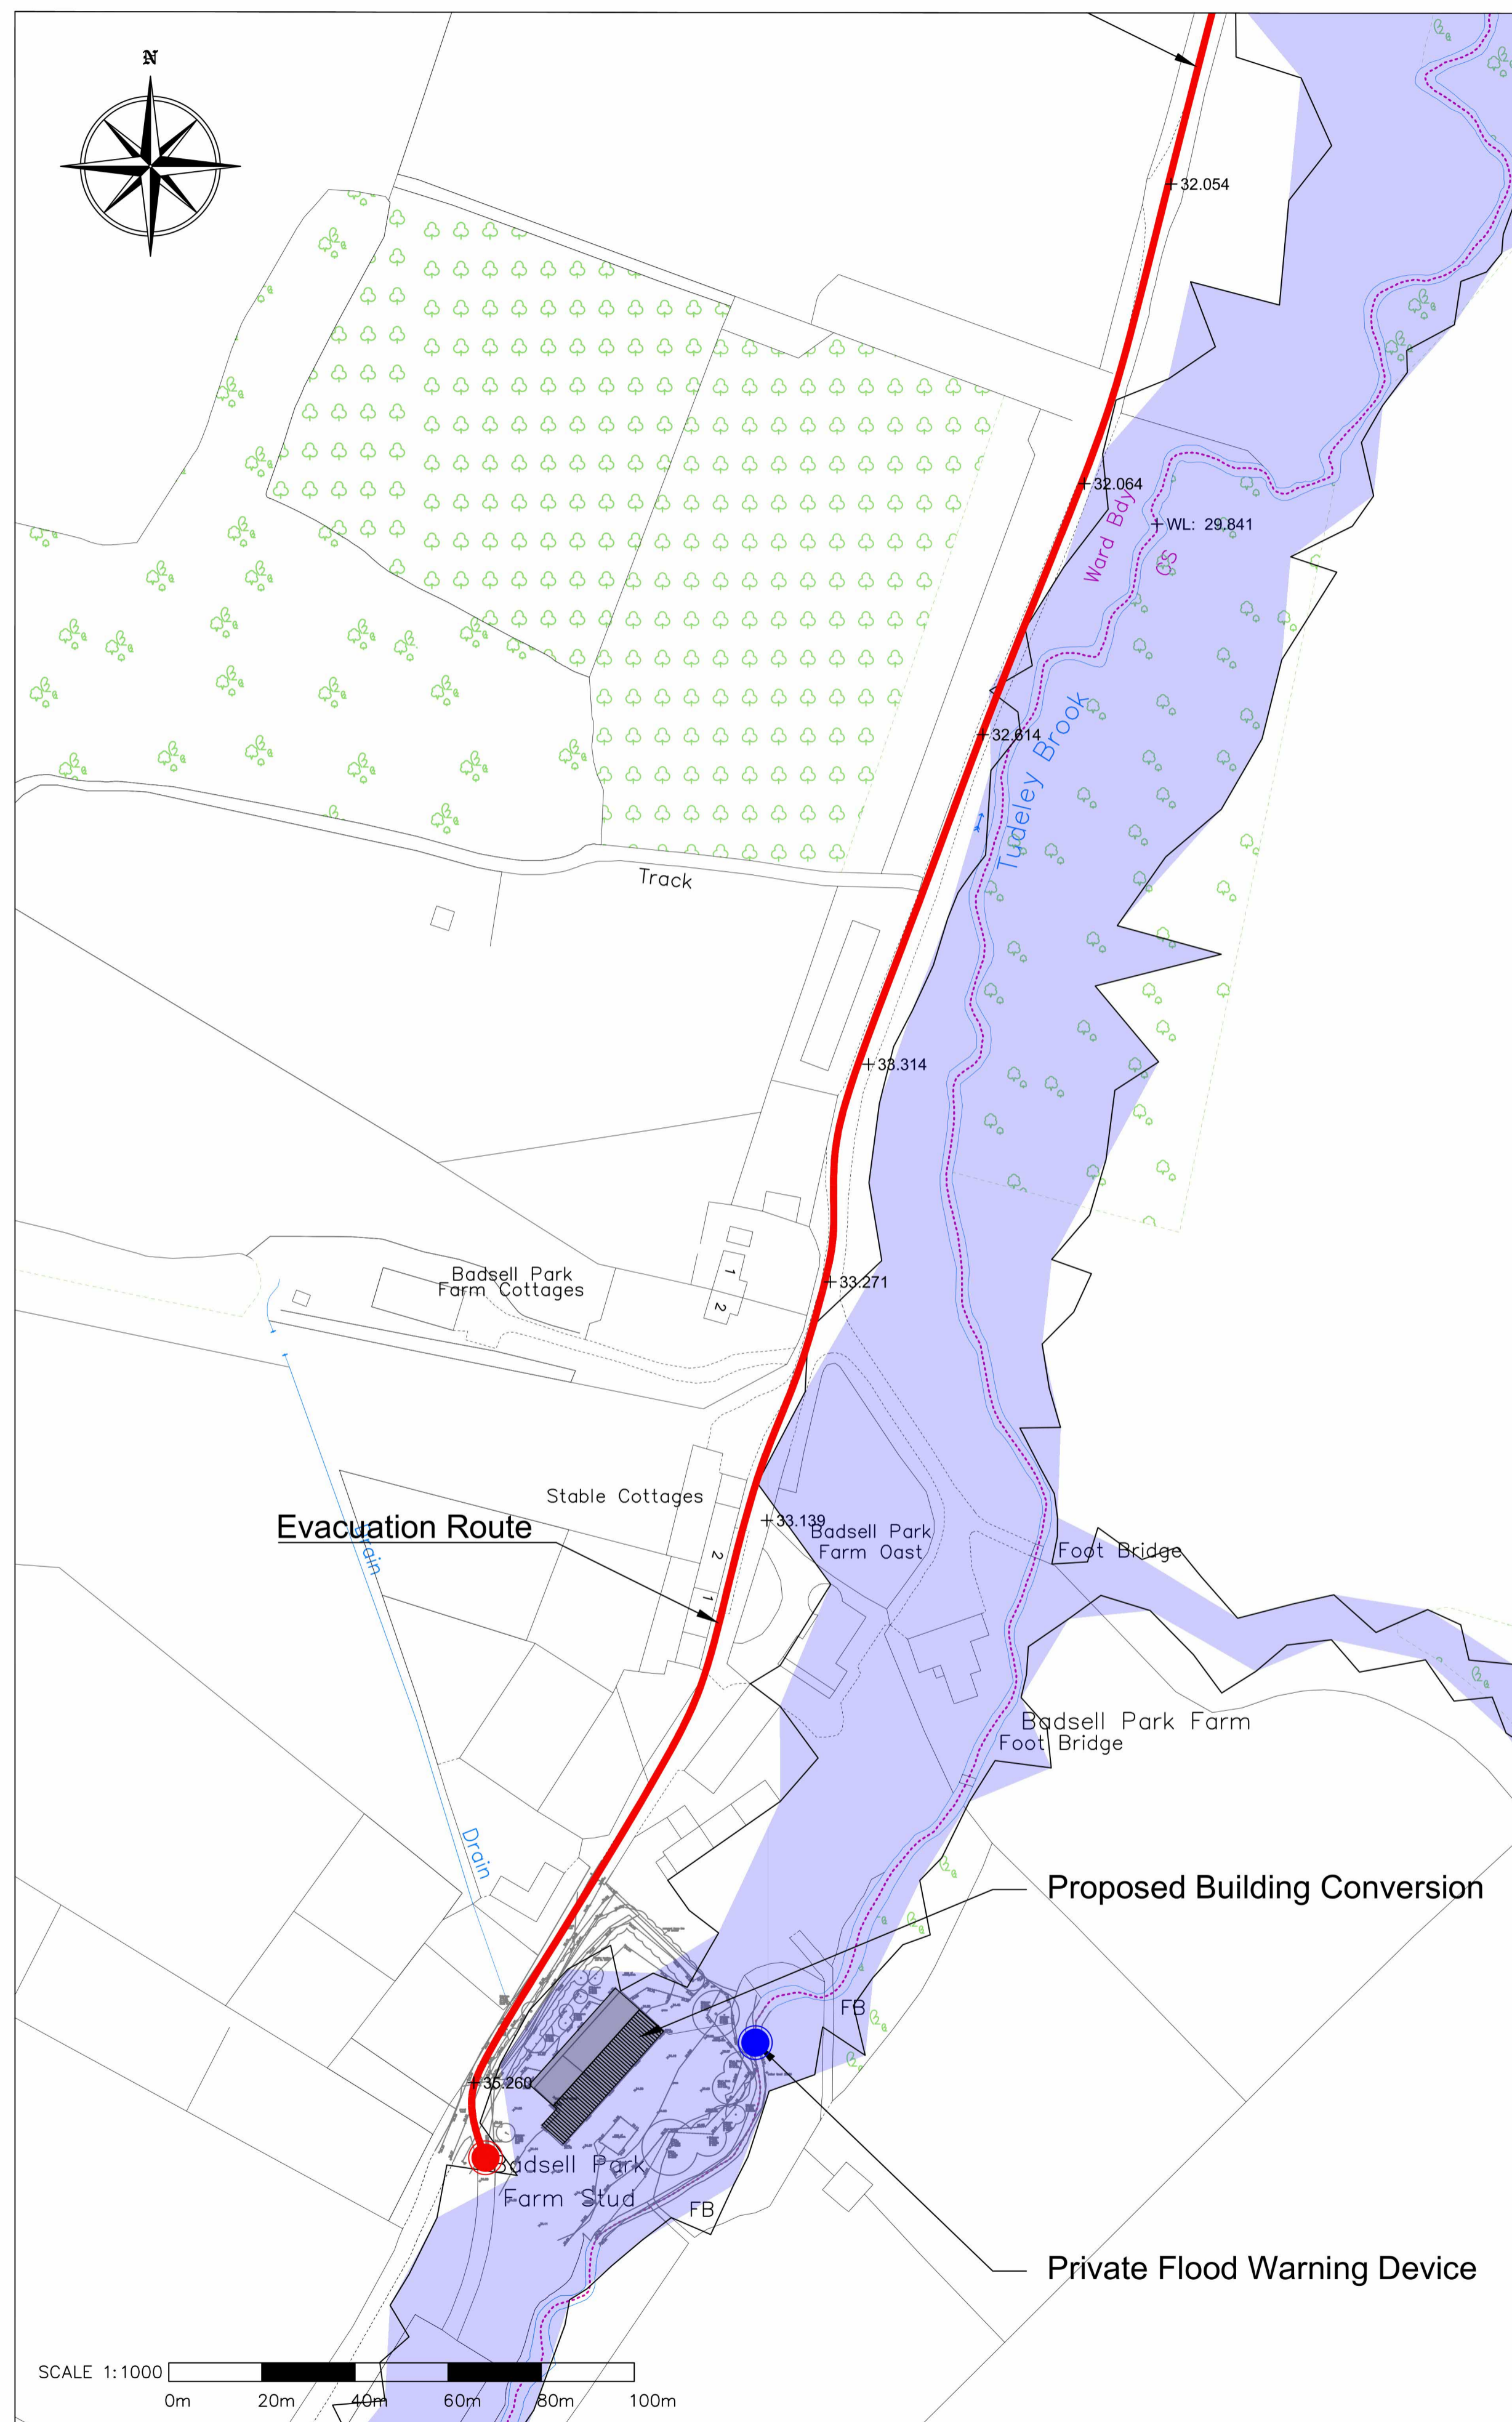 N
32.054
32.064
Ward Bdy
WL: 29.841
CS
32.614
Tudeley Brook
Track
33.314
Badsell Park
Farm Cottages
1
2
33.271
Stable Cottages
33.139
Badsell Park
Farm Oast
Evacuation Route
Drain
2
1
Foot Bridge
Badsell Park Farm
Foot Bridge
Drain
Proposed Building Conversion
FB
35.260
Badsell Park
Farm Stud
FB
Private Flood Warning Device
SCALE 1:1000
0m 20m 40m 60m 80m 100m